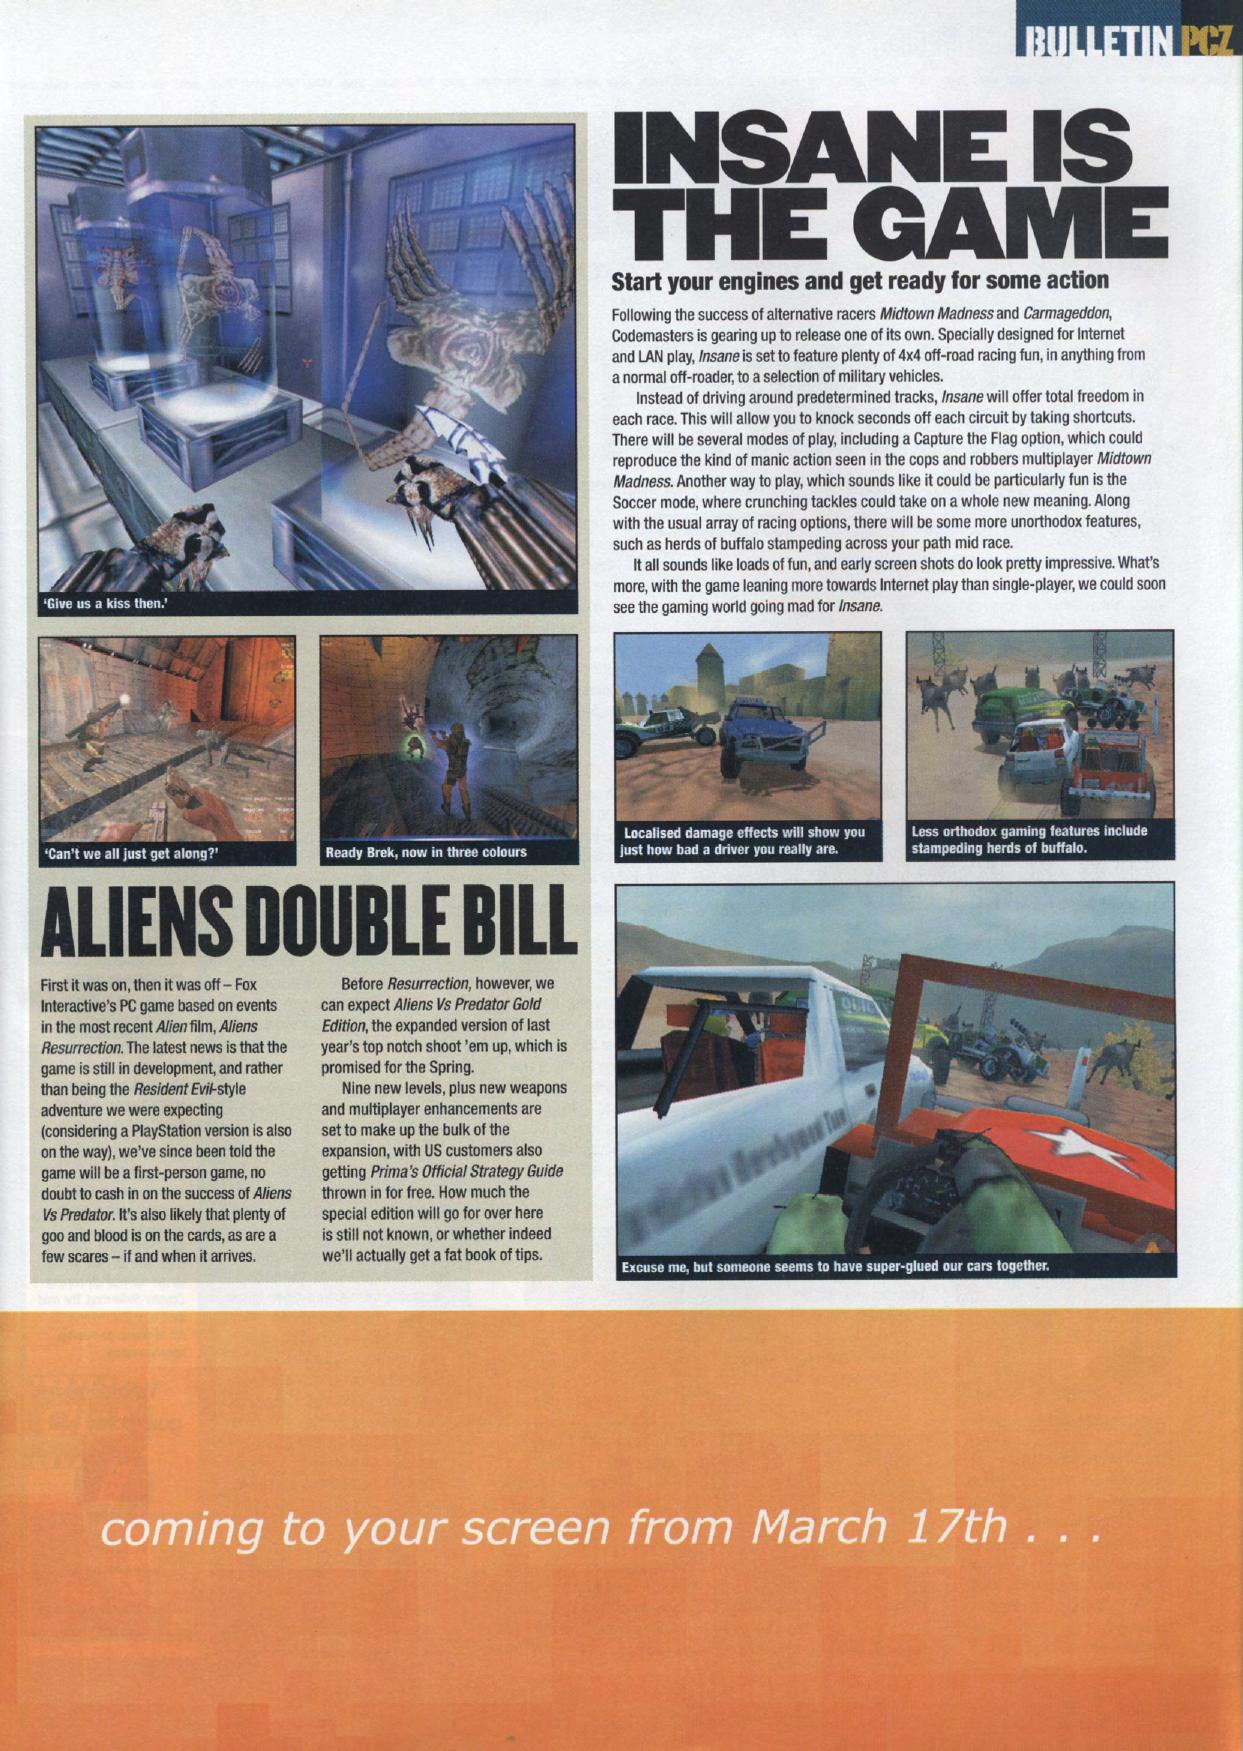 BULLETIN PCZ
'Give us a kiss then.'
'Can't we all just get along?'
Ready Brek, now in three colours
ALIENS DOUBLE BILL
First it was on, then it was off – Fox
Interactive's PC game based on events
in the most recent Alien film, Aliens
Resurrection. The latest news is that the
game is still in development, and rather
than being the Resident Evil-style
adventure we were expecting
(considering a PlayStation version is also
on the way), we've since been told the
game will be a first-person game, no
doubt to cash in on the success of Aliens
Vs Predator. It's also likely that plenty of
goo and blood is on the cards, as are a
few scares – if and when it arrives.
Before Resurrection, however, we
can expect Aliens Vs Predator Gold
Edition, the expanded version of last
year's top notch shoot 'em up, which is
promised for the Spring.
Nine new levels, plus new weapons
and multiplayer enhancements are
set to make up the bulk of the
expansion, with US customers also
getting Prima's Official Strategy Guide
thrown in for free. How much the
special edition will go for over here
is still not known, or whether indeed
we'll actually get a fat book of tips.
INSANE IS
THE GAME
Start your engines and get ready for some action
Following the success of alternative racers Midtown Madness and Carmageddon,
Codemasters is gearing up to release one of its own. Specially designed for Internet
and LAN play, Insane is set to feature plenty of 4x4 off-road racing fun, in anything from
a normal off-roader, to a selection of military vehicles.
Instead of driving around predetermined tracks, Insane will offer total freedom in
each race. This will allow you to knock seconds off each circuit by taking shortcuts.
There will be several modes of play, including a Capture the Flag option, which could
reproduce the kind of manic action seen in the cops and robbers multiplayer Midtown
Madness. Another way to play, which sounds like it could be particularly fun is the
Soccer mode, where crunching tackles could take on a whole new meaning. Along
with the usual array of racing options, there will be some more unorthodox features,
such as herds of buffalo stampeding across your path mid race.
It all sounds like loads of fun, and early screen shots do look pretty impressive. What's
more, with the game leaning more towards Internet play than single-player, we could soon
see the gaming world going mad for Insane.
Localised damage effects will show you
just how bad a driver you really are.
Less orthodox gaming features include
stampeding herds of buffalo.
Excuse me, but someone seems to have super-glued our cars together.
coming to your screen from March 17th . . .